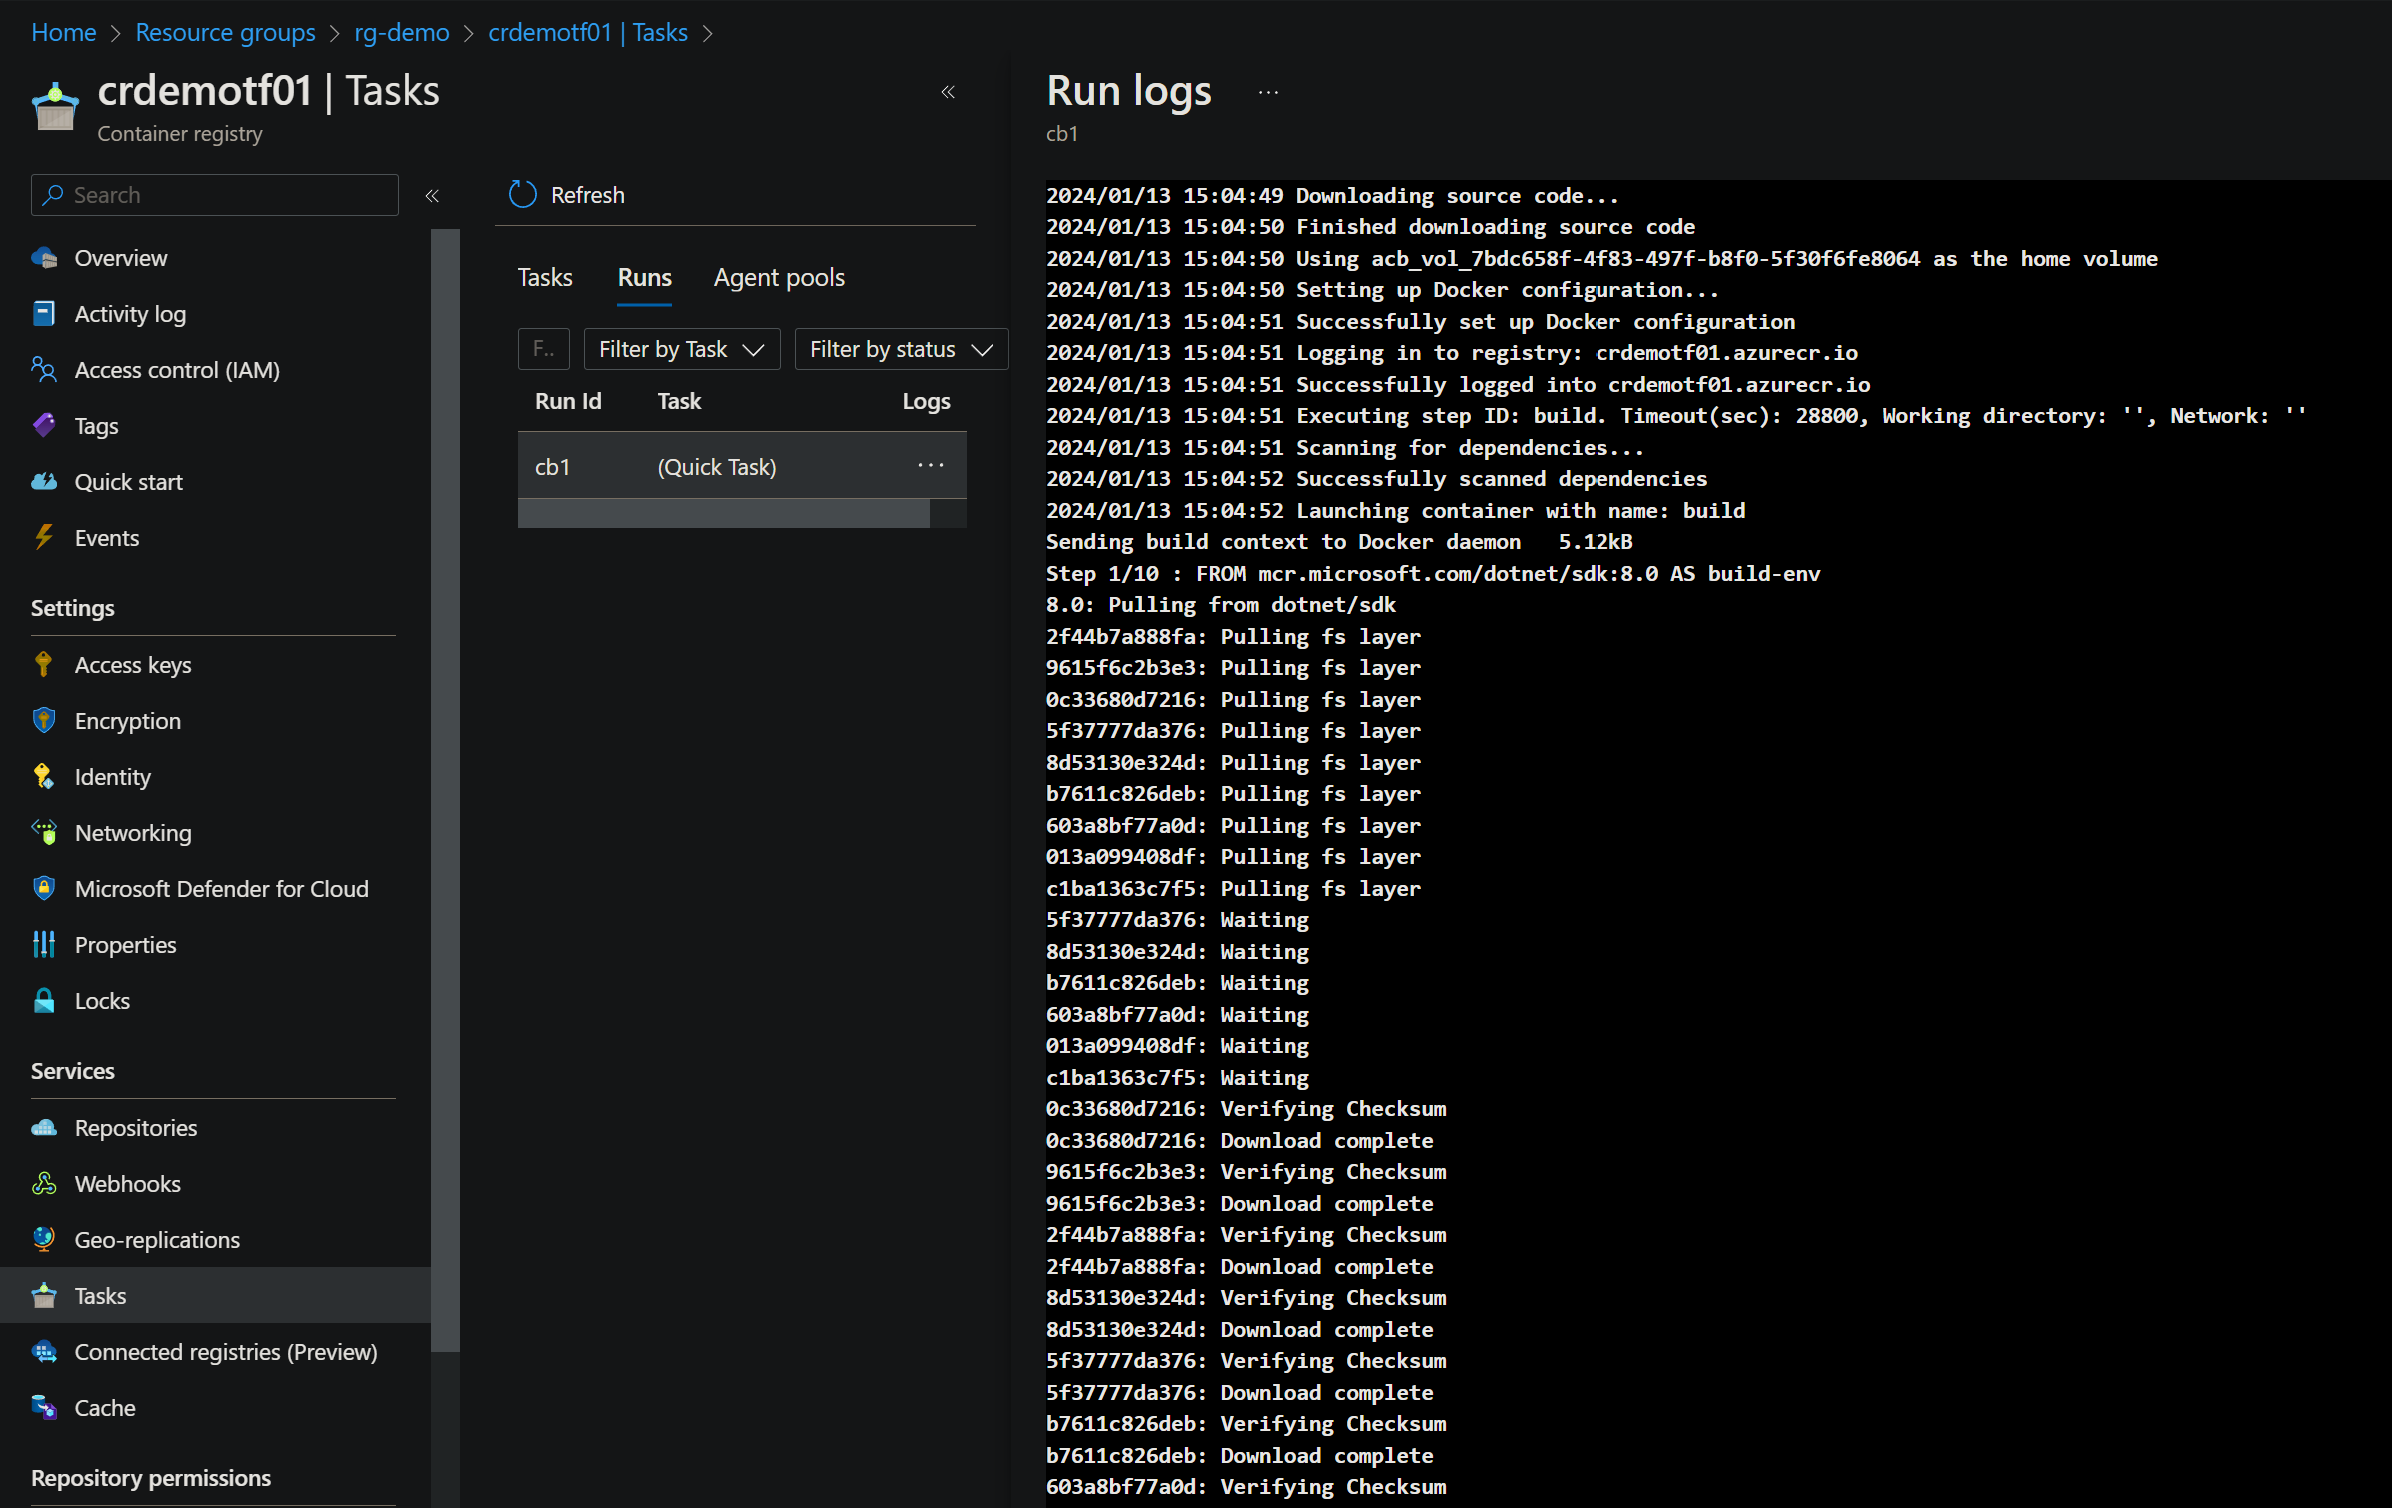 Home > Resource groups > rg-demo > crdemotf01 | Tasks >
crdemotf01 | Tasks
Container registry
Search
Overview
Activity log
Access control (IAM)
Tags
Quick start
Events
Settings
Access keys
Encryption
Identity
Networking
Microsoft Defender for Cloud
Properties
Locks
Services
Repositories
Webhooks
Geo-replications
Tasks
Connected registries (Preview)
Cache
Repository permissions
Refresh
Tasks Runs Agent pools
F.. Filter by Task Filter by status
Run Id Task Logs
cb1 (Quick Task) ...
Run logs ...
cb1
2024/01/13 15:04:49 Downloading source code...
2024/01/13 15:04:50 Finished downloading source code
2024/01/13 15:04:50 Using acb_vol_7bdc658f-4f83-497f-b8f0-5f30f6fe8064 as the home volume
2024/01/13 15:04:50 Setting up Docker configuration...
2024/01/13 15:04:51 Successfully set up Docker configuration
2024/01/13 15:04:51 Logging in to registry: crdemotf01.azurecr.io
2024/01/13 15:04:51 Successfully logged into crdemotf01.azurecr.io
2024/01/13 15:04:51 Executing step ID: build. Timeout(sec): 28800, Working directory: '', Network: ''
2024/01/13 15:04:51 Scanning for dependencies...
2024/01/13 15:04:52 Successfully scanned dependencies
2024/01/13 15:04:52 Launching container with name: build
Sending build context to Docker daemon   5.12kB
Step 1/10 : FROM mcr.microsoft.com/dotnet/sdk:8.0 AS build-env
8.0: Pulling from dotnet/sdk
2f44b7a888fa: Pulling fs layer
9615f6c2b3e3: Pulling fs layer
0c33680d7216: Pulling fs layer
5f37777da376: Pulling fs layer
8d53130e324d: Pulling fs layer
b7611c826deb: Pulling fs layer
603a8bf77a0d: Pulling fs layer
013a099408df: Pulling fs layer
c1ba1363c7f5: Pulling fs layer
5f37777da376: Waiting
8d53130e324d: Waiting
b7611c826deb: Waiting
603a8bf77a0d: Waiting
013a099408df: Waiting
c1ba1363c7f5: Waiting
0c33680d7216: Verifying Checksum
0c33680d7216: Download complete
9615f6c2b3e3: Verifying Checksum
9615f6c2b3e3: Download complete
2f44b7a888fa: Verifying Checksum
2f44b7a888fa: Download complete
8d53130e324d: Verifying Checksum
8d53130e324d: Download complete
5f37777da376: Verifying Checksum
5f37777da376: Download complete
b7611c826deb: Verifying Checksum
b7611c826deb: Download complete
603a8bf77a0d: Verifying Checksum